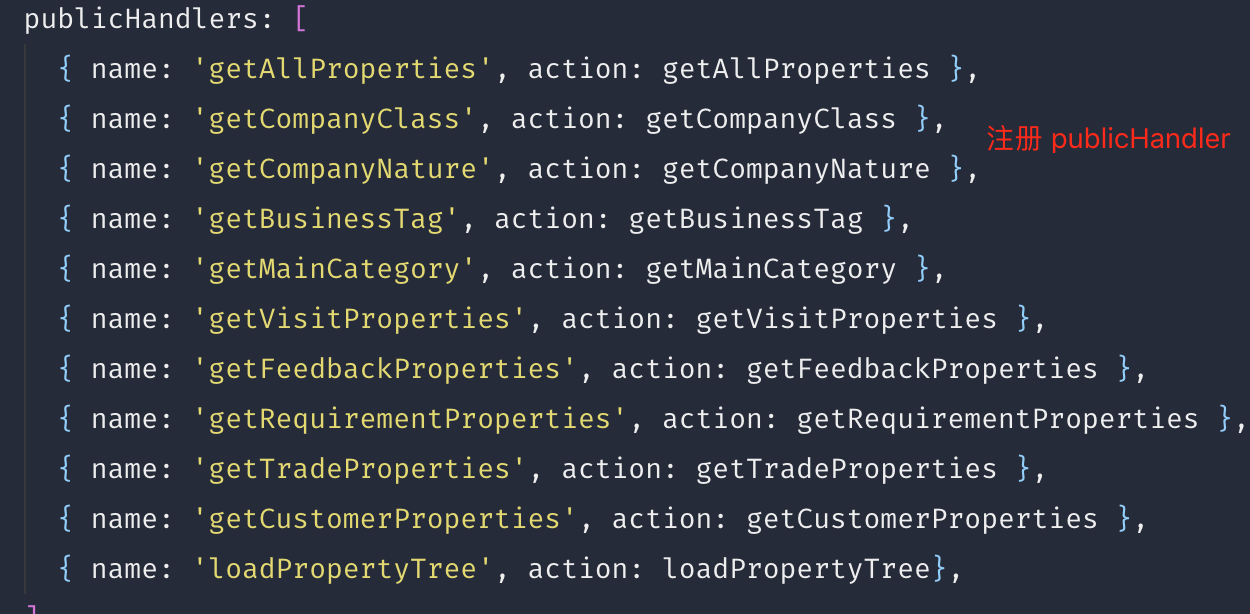 publicHandlers: [
{ name: 'getAllProperties', action: getAllProperties },
{ name: 'getCompanyClass', action: getCompanyClass },
注册 publicHandler
{ name: 'getCompanyNature', action: getCompanyNature },
{ name: 'getBusinessTag', action: getBusinessTag },
{ name: 'getMainCategory', action: getMainCategory },
{ name: 'getVisitProperties', action: getVisitProperties },
{ name: 'getFeedbackProperties', action: getFeedbackProperties },
{ name: 'getRequirementProperties', action: getRequirementProperties },
{ name: 'getTradeProperties', action: getTradeProperties },
{ name: 'getCustomerProperties', action: getCustomerProperties },
{ name: 'loadPropertyTree', action: loadPropertyTree},
]